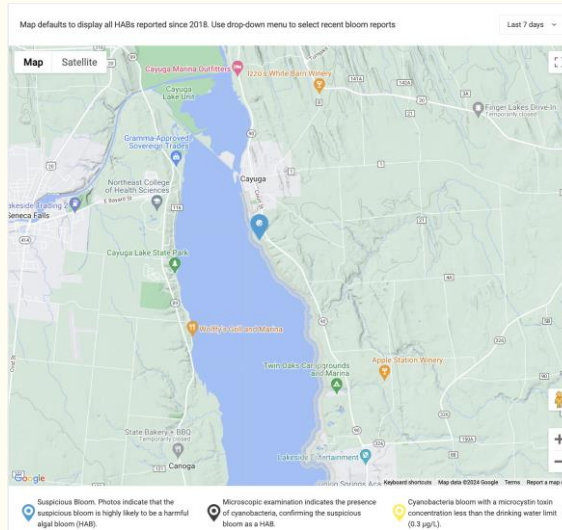 Map defaults to display all HABs reported since 2018. Use drop-down menu to select recent bloom reports
Last 7 days
Map
Satellite
Cayuga Marina Outfitters
Izzo's White Barn Winery
Cayuga
Lake Unit
Finger Lakes Drive-In
Temporarily closed
Gramma Approved
Sovereign Trades
Cayuga
Northeast College
of Health Sciences
E Bayard St
Seneca Falls
Cayuga Lake State Park
Wolffy's Grill and Marina
Apple Station Winery
Twin Oaks Campgrounds
and Marina
State Bakery + BBQ
Temporarily closed
Canoga
Lakeside Entertainment
Google
Keyboard shortcuts
Map data ©2024 Google
Terms
Report a map
Suspicious Bloom. Photos indicate that the
suspicious bloom is highly likely to be a harmful
algal bloom (HAB).
Microscopic examination indicates the presence
of cyanobacteria, confirming the suspicious
bloom as a HAB.
Cyanobacteria bloom with a microcystin toxin
concentration less than the drinking water limit
(0.3 µg/L).